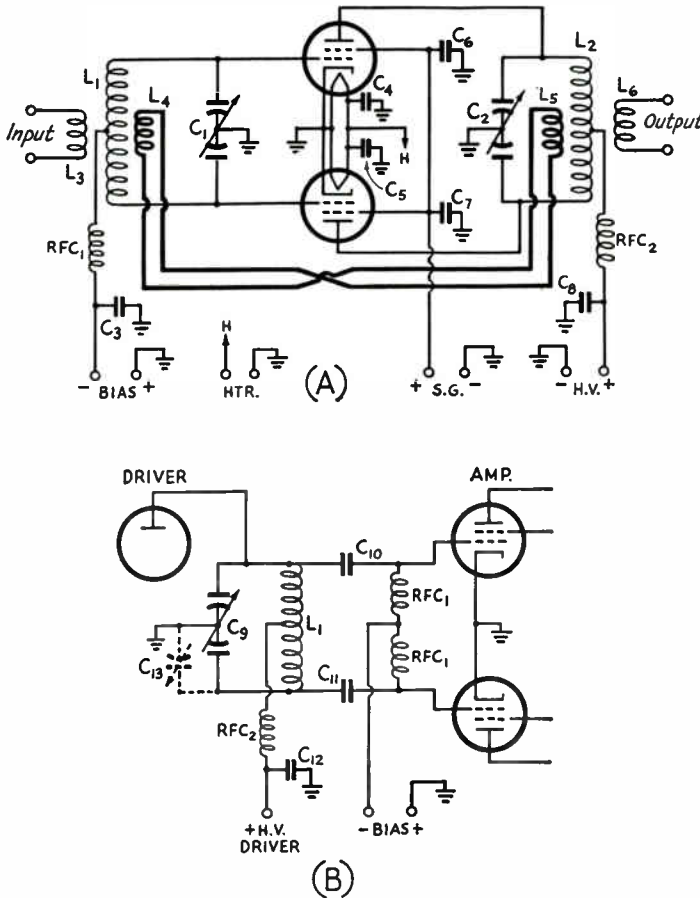 L1
L4
Input
L3
C1
C6
C4
H
C5
C7
C2
L2
L5
L6
Output
RFC1
C3
H
- BIAS +
HTR.
(A)
+ S.G. -
C8
RFC2
- H.V. +
DRIVER
AMP.
C10
RFC1
L1
C9
C13
RFC1
C11
RFC2
C12
+ H.V.
DRIVER
- BIAS +
(B)